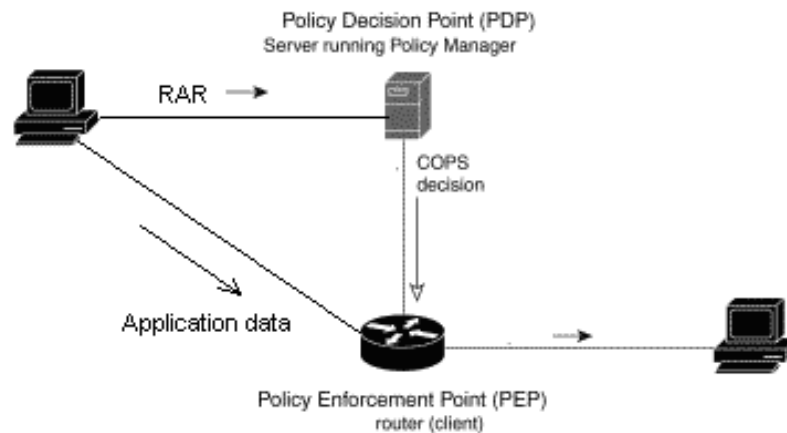 Policy Decision Point (PDP)
Server running Policy Manager
RAR
COPS
decision
Application data
Policy Enforcement Point (PEP)
router (client)